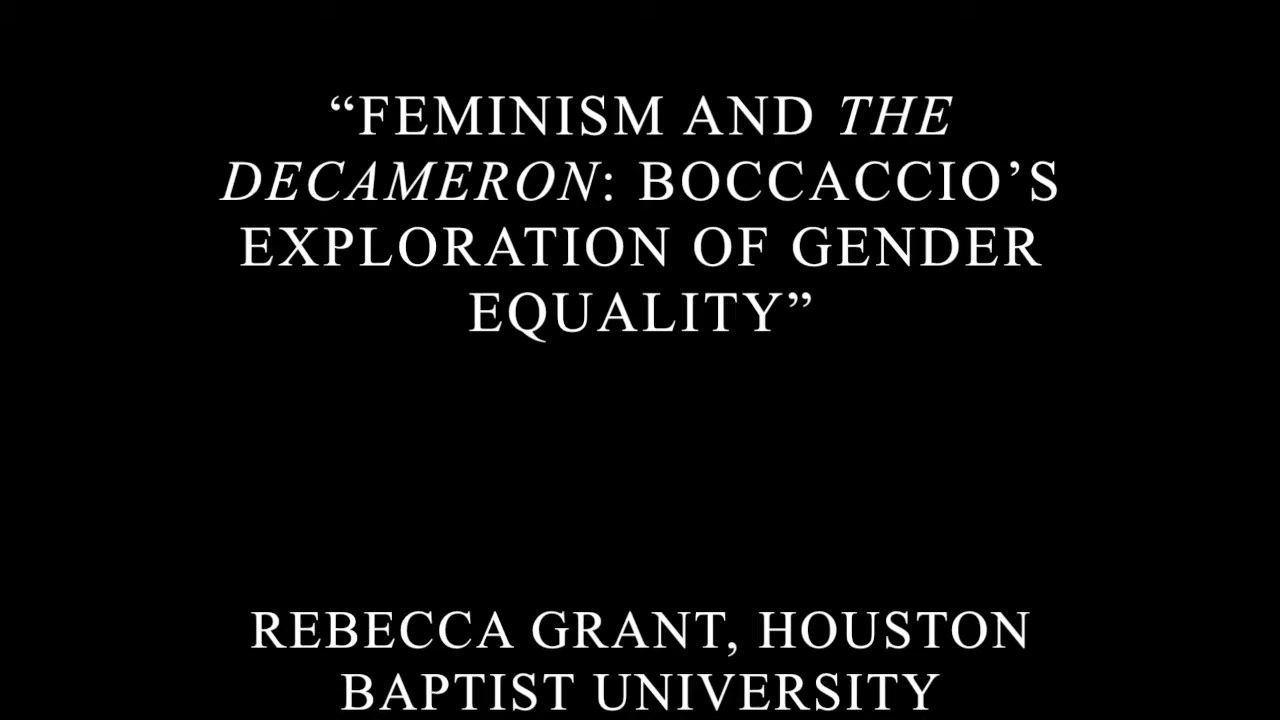 “FEMINISM AND THE
DECAMERON: BOCCACCIO’S
EXPLORATION OF GENDER
EQUALITY”
REBECCA GRANT, HOUSTON
BAPTIST UNIVERSITY